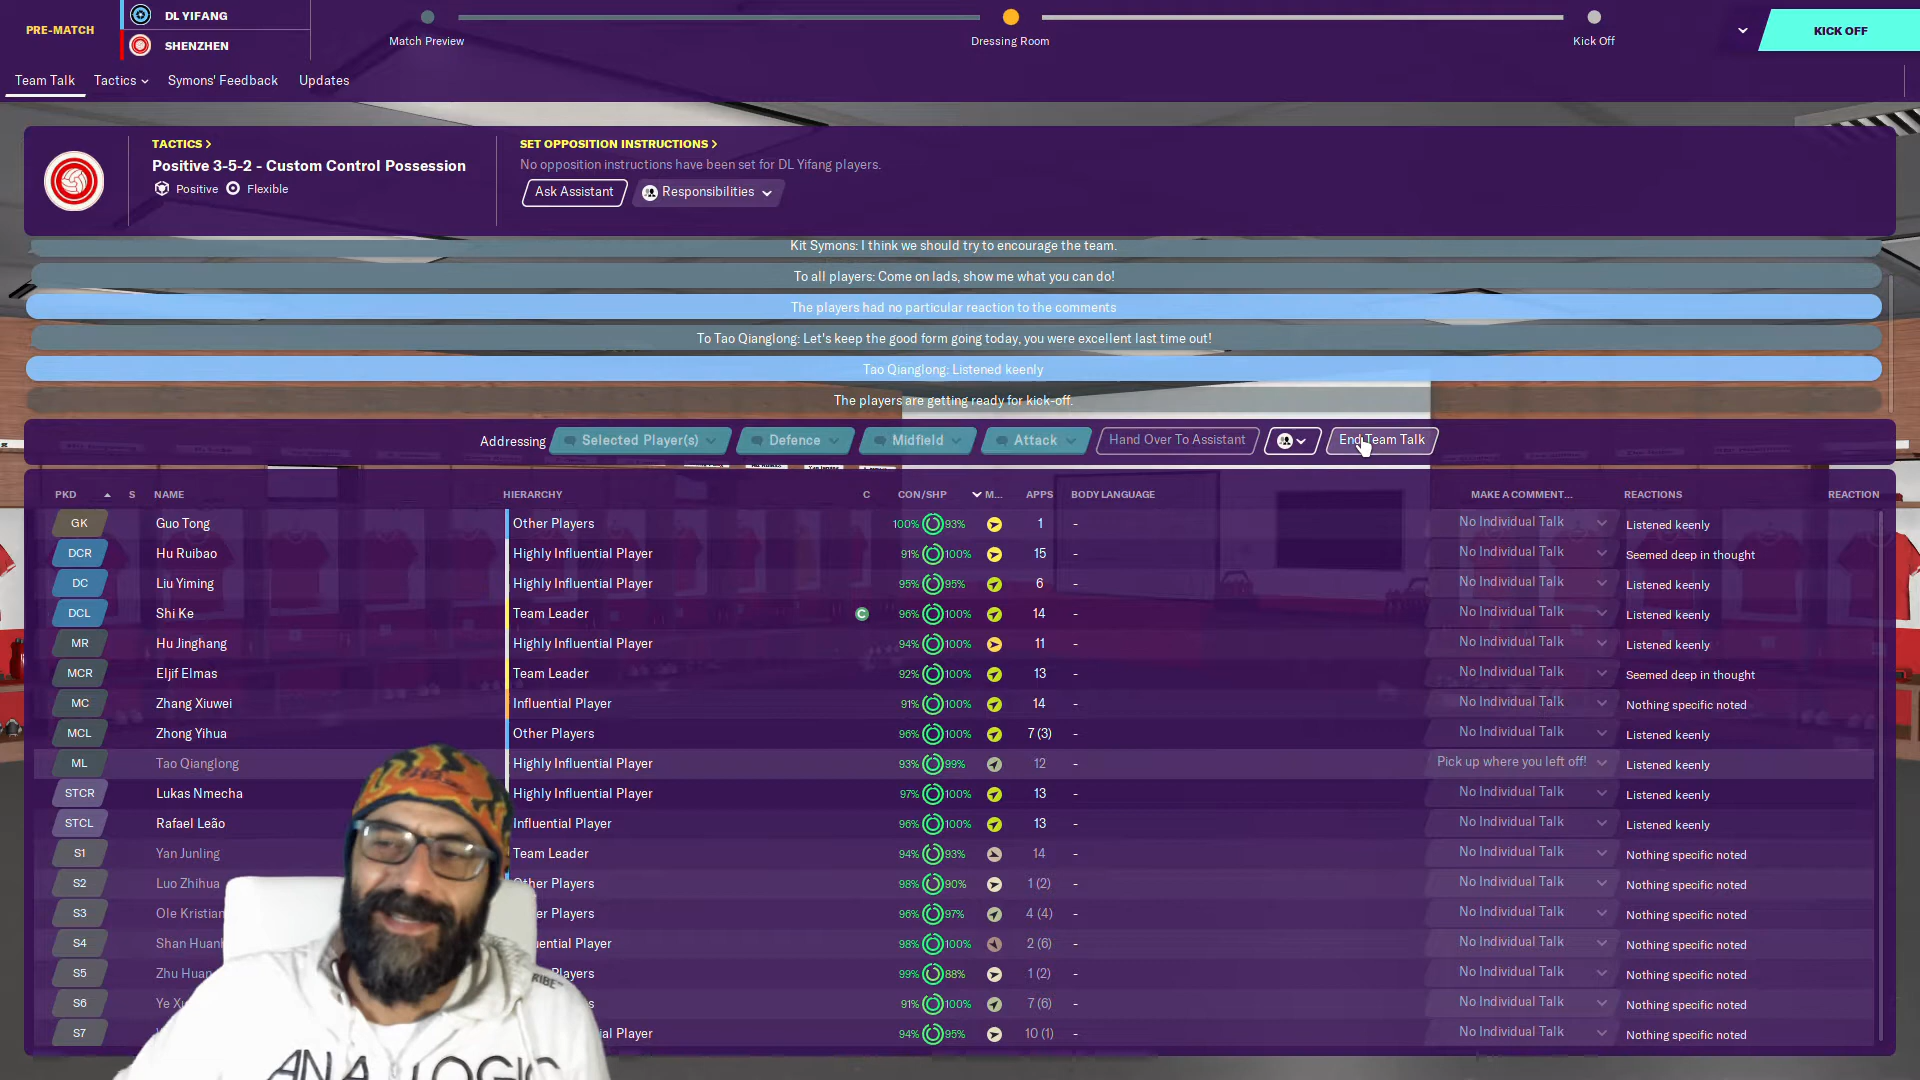 PRE-MATCH
DL YIFANG
SHENZHEN
Match Preview
Dressing Room
Kick Off
KICK OFF
Team Talk
Tactics
Symons' Feedback
Updates
TACTICS
Positive 3-5-2 - Custom Control Possession
Positive
Flexible
SET OPPOSITION INSTRUCTIONS
No opposition instructions have been set for DL Yifang players.
Ask Assistant
Responsibilities
Kit Symons: I think we should try to encourage the team.
To all players: Come on lads, show me what you can do!
The players had no particular reaction to the comments
To Tao Qianglong: Let's keep the good form going today, you were excellent last time out!
Tao Qianglong: Listened keenly
The players are getting ready for kick-off.
Addressing Selected Player(s) Defence Midfield Attack Hand Over To Assistant End Team Talk
PKD S NAME HIERARCHY C CON/SHP M... APPS BODY LANGUAGE MAKE A COMMENT... REACTIONS REACTION
GK Guo Tong Other Players 100% 93% 1 - No Individual Talk Listened keenly
DCR Hu Ruibao Highly Influential Player 91% 100% 15 - No Individual Talk Seemed deep in thought
DC Liu Yiming Highly Influential Player 95% 95% 6 - No Individual Talk Listened keenly
DCL Shi Ke Team Leader C 96% 100% 14 - No Individual Talk Listened keenly
MR Hu Jinghang Highly Influential Player 94% 100% 11 - No Individual Talk Listened keenly
MCR Eljif Elmas Team Leader 92% 100% 13 - No Individual Talk Seemed deep in thought
MC Zhang Xiuwei Influential Player 91% 100% 14 - No Individual Talk Nothing specific noted
MCL Zhong Yihua Other Players 96% 100% 7 (3) - No Individual Talk Listened keenly
ML Tao Qianglong Highly Influential Player 93% 99% 12 - Pick up where you left off! Listened keenly
STCR Lukas Nmecha Highly Influential Player 97% 100% 13 - No Individual Talk Listened keenly
STCL Rafael Leão Influential Player 96% 100% 13 - No Individual Talk Listened keenly
S1 Yan Junling Team Leader 94% 93% 14 - No Individual Talk Nothing specific noted
S2 Luo Zhihua Other Players 98% 90% 1 (2) - No Individual Talk Nothing specific noted
S3 Ole Kristian er Players 96% 97% 4 (4) - No Individual Talk Nothing specific noted
S4 Shan Huan uential Player 98% 100% 2 (6) - No Individual Talk Nothing specific noted
S5 Zhu Huan Players 99% 88% 1 (2) - No Individual Talk Nothing specific noted
S6 Ye X s 91% 100% 7 (6) - No Individual Talk Nothing specific noted
S7 ial Player 94% 95% 10 (1) - No Individual Talk Nothing specific noted
RIBE
ANALOGIC